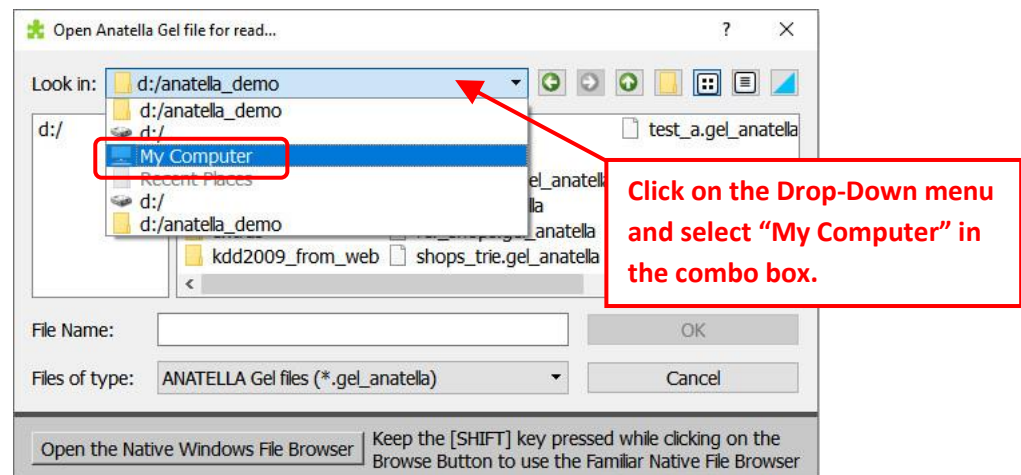 Open Anatella Gel file for read...
?
Look in:
d:/anatella_demo
d:/anatella_demo
d:/
My Computer
Recent Places
d:/
d:/anatella_demo
d:/
test_a.gel_anatella
_anatella
kdd2009_from_web
shops_trie.gel_anatella
Click on the Drop-Down menu
and select “My Computer” in
the combo box.
File Name:
OK
Files of type:
ANATELLA Gel files (*.gel_anatella)
Cancel
Open the Native Windows File Browser
Keep the [SHIFT] key pressed while clicking on the
Browse Button to use the Familiar Native File Browser